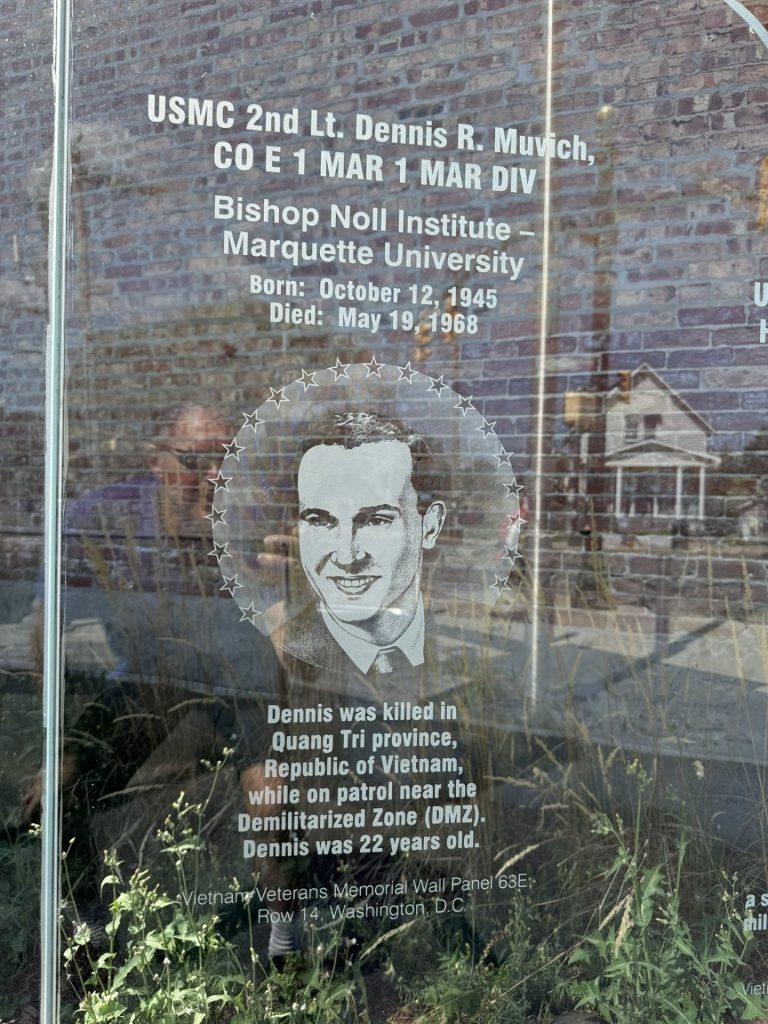 USMC 2nd Lt. Dennis R. Muvich,
CO E 1 MAR 1 MAR DIV
Bishop Noll Institute –
Marquette University
Born: October 12, 1945
Died: May 19, 1968
Dennis was killed in
Quang Tri province,
Republic of Vietnam,
while on patrol near the
Demilitarized Zone (DMZ).
Dennis was 22 years old.
Vietnam Veterans Memorial Wall Panel 63E,
Row 14, Washington, D.C.